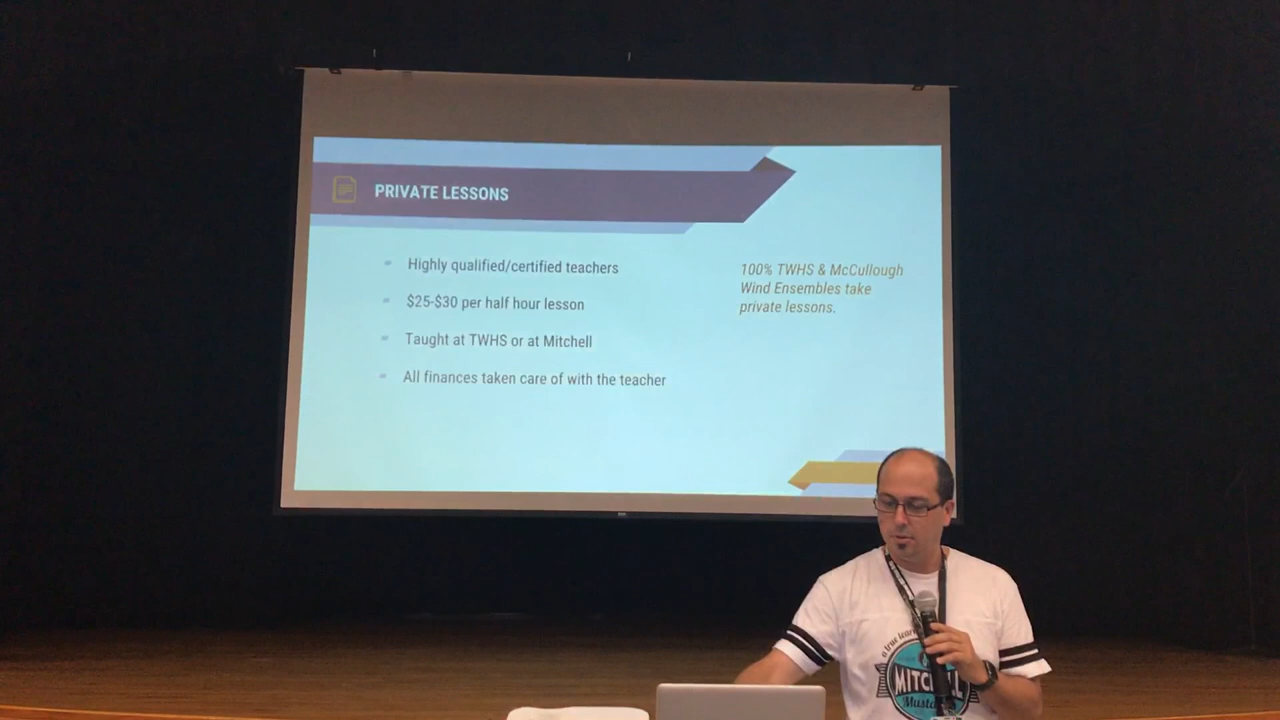 PRIVATE LESSONS
Highly qualified/certified teachers
$25-$30 per half hour lesson
Taught at TWHS or at Mitchell
All finances taken care of with the teacher
100% TWHS & McCullough
Wind Ensembles take
private lessons.
a true